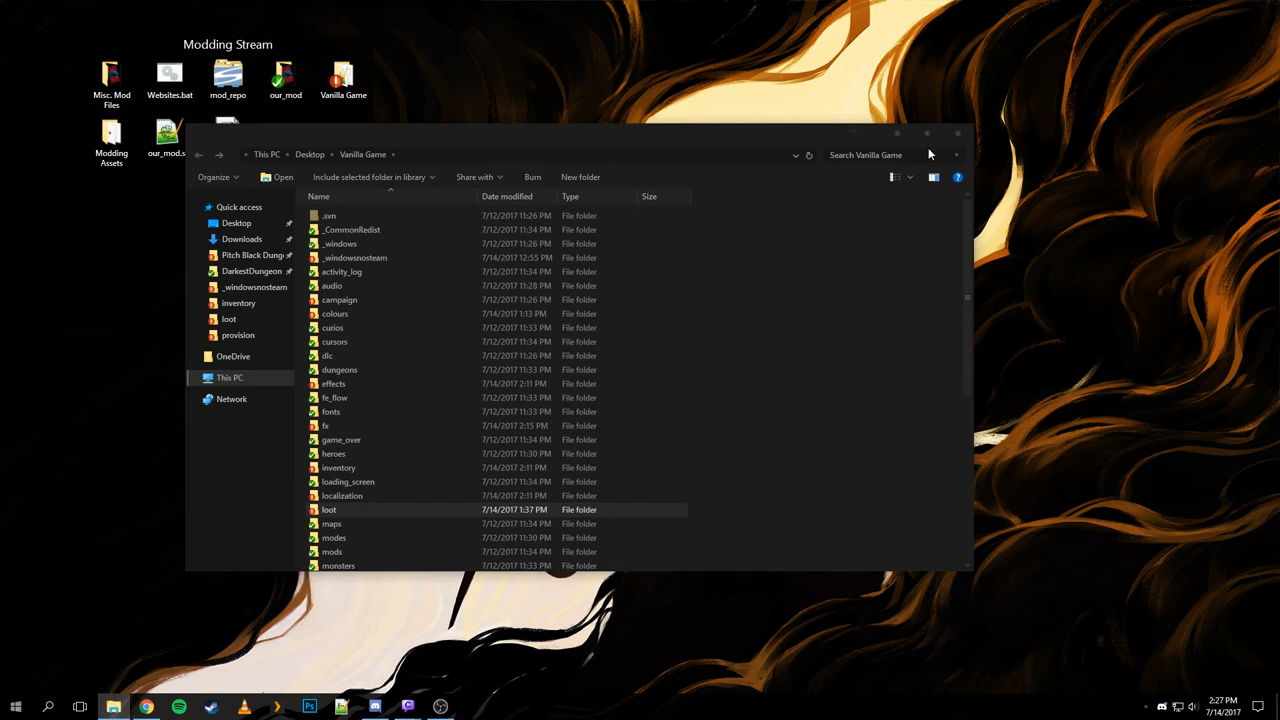 Modding Stream
Misc. Mod Files
Websites.bat
mod_repo
our_mod
Vanilla Game
Modding Assets
our_mod.s
This PC Desktop Vanilla Game
Search Vanilla Game
Organize Open Include selected folder in library Share with Burn New folder
Name Date modified Type Size
Quick access
Desktop
Downloads
Pitch Black Dung
DarkestDungeon
_windowsnosteam
inventory
loot
provision
OneDrive
This PC
Network
.svn 7/12/2017 11:26 PM File folder
_CommonRedist 7/12/2017 11:34 PM File folder
_windows 7/12/2017 11:26 PM File folder
_windowsnosteam 7/14/2017 12:55 PM File folder
activity_log 7/12/2017 11:34 PM File folder
audio 7/12/2017 11:28 PM File folder
campaign 7/12/2017 11:26 PM File folder
colours 7/14/2017 1:13 PM File folder
curios 7/12/2017 11:33 PM File folder
cursors 7/12/2017 11:34 PM File folder
dlc 7/12/2017 11:26 PM File folder
dungeons 7/12/2017 11:33 PM File folder
effects 7/14/2017 2:11 PM File folder
fe_flow 7/12/2017 11:33 PM File folder
fonts 7/12/2017 11:33 PM File folder
fx 7/14/2017 2:15 PM File folder
game_over 7/12/2017 11:34 PM File folder
heroes 7/12/2017 11:30 PM File folder
inventory 7/14/2017 2:11 PM File folder
loading_screen 7/12/2017 11:34 PM File folder
localization 7/14/2017 2:11 PM File folder
loot 7/14/2017 1:37 PM File folder
maps 7/12/2017 11:34 PM File folder
modes 7/12/2017 11:30 PM File folder
mods 7/12/2017 11:34 PM File folder
monsters 7/12/2017 11:33 PM File folder
Ps
2:27 PM
7/14/2017